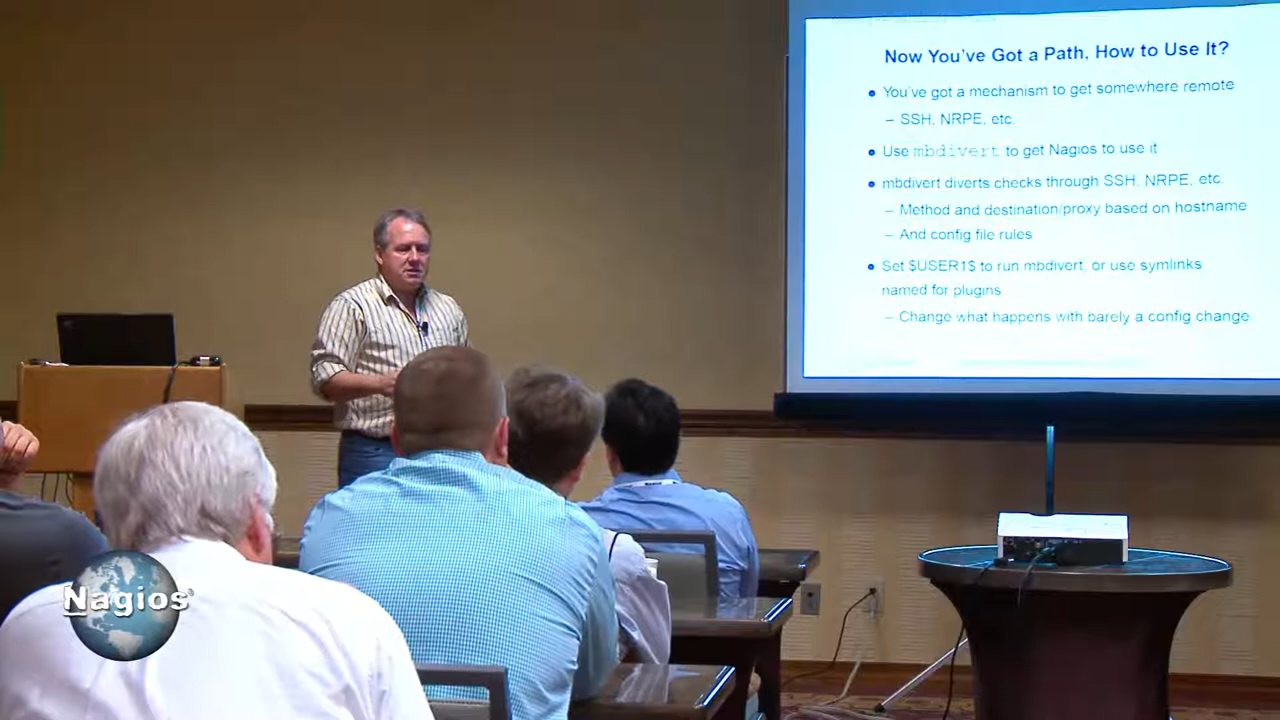 Now You've Got a Path, How to Use It?
• You've got a mechanism to get somewhere remote
– SSH, NRPE, etc.
• Use mbdivert to get Nagios to use it
• mbdivert diverts checks through SSH, NRPE, etc.
– Method and destination/proxy based on hostname
– And config file rules
• Set $USER1$ to run mbdivert, or use symlinks
named for plugins
– Change what happens with barely a config change
Nagios®